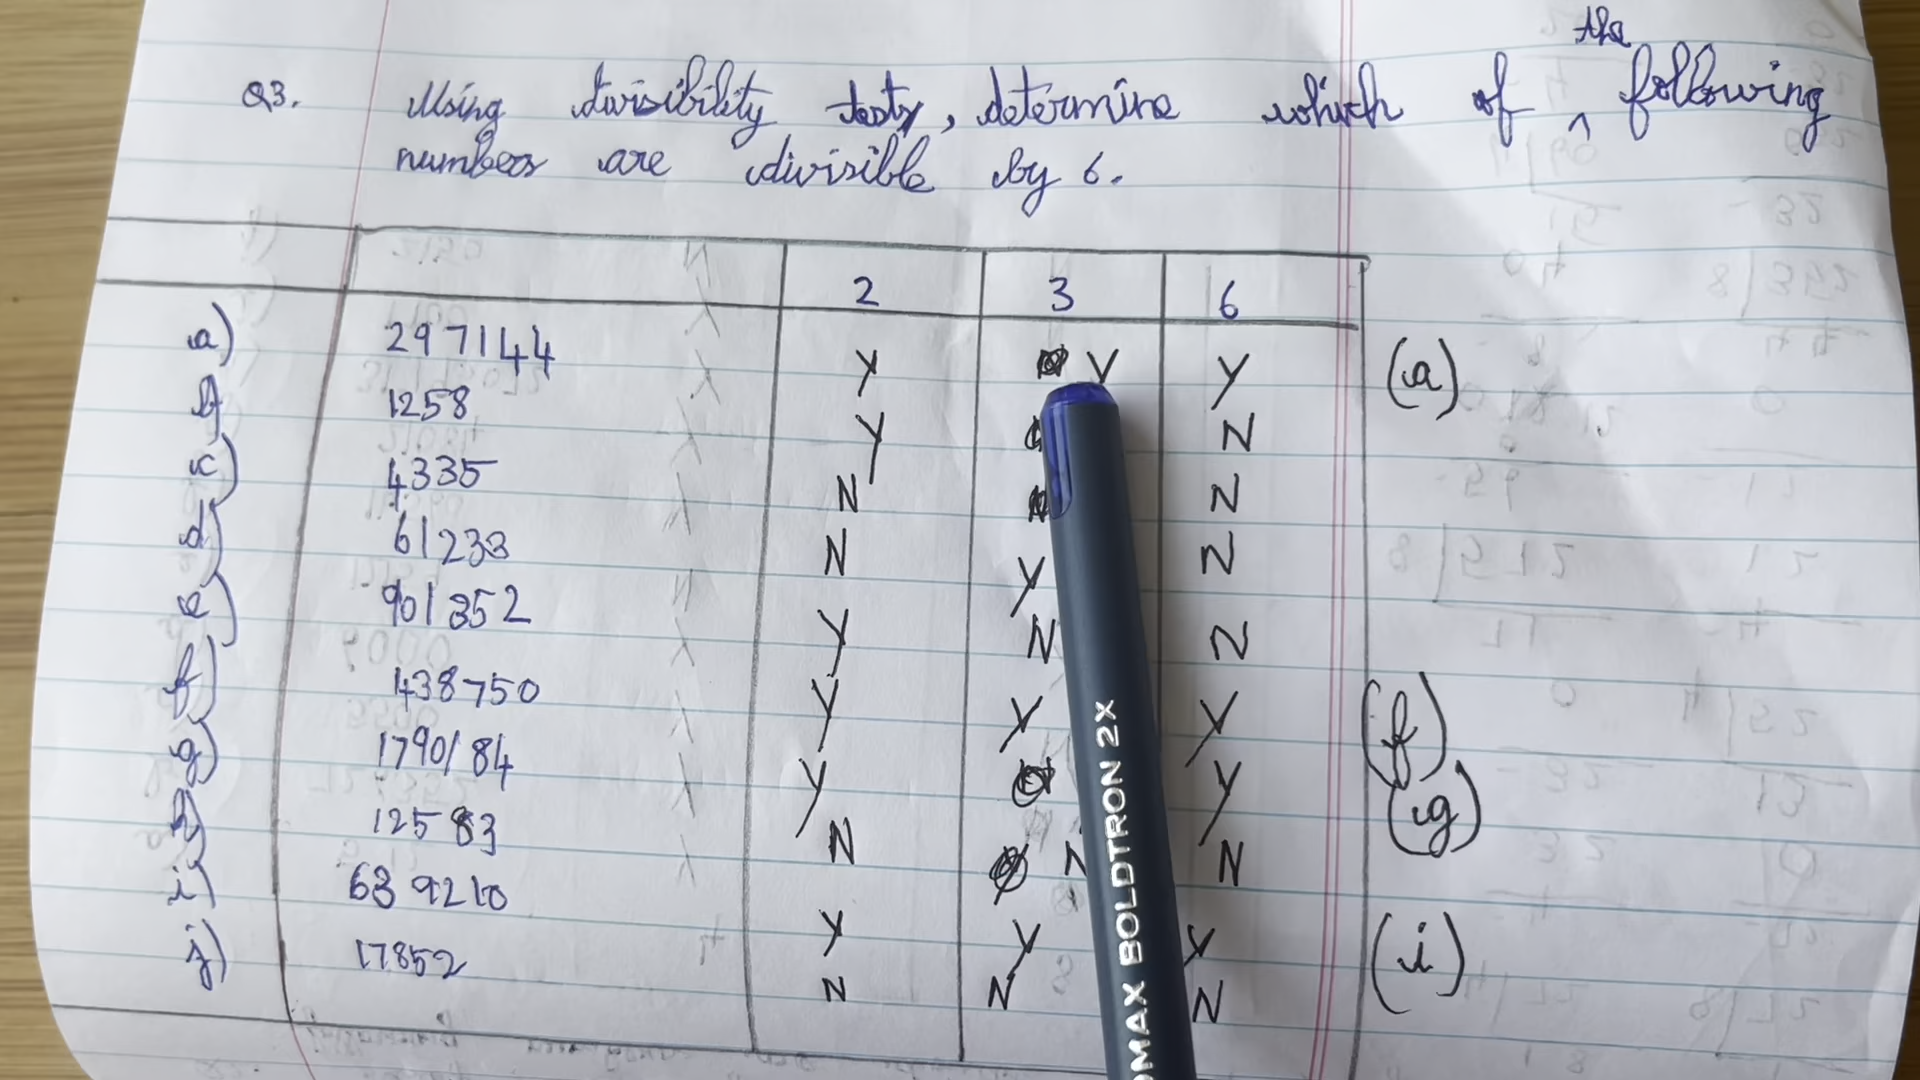 Q3. Using divisibility tests, determine which of the following
numbers are divisible by 6.
2 3 6
a) 297144 Y Y Y (a)
b) 1258 Y N
c) 4335 N N
d) 61233 N Y N
e) 901352 Y N N
f) 438750 Y Y Y (f)
g) 1790184 Y Y (g)
12583 N N N
i) 639210 Y Y Y (i)
j) 17852 N N N
OMAX BOLDTRON 2X